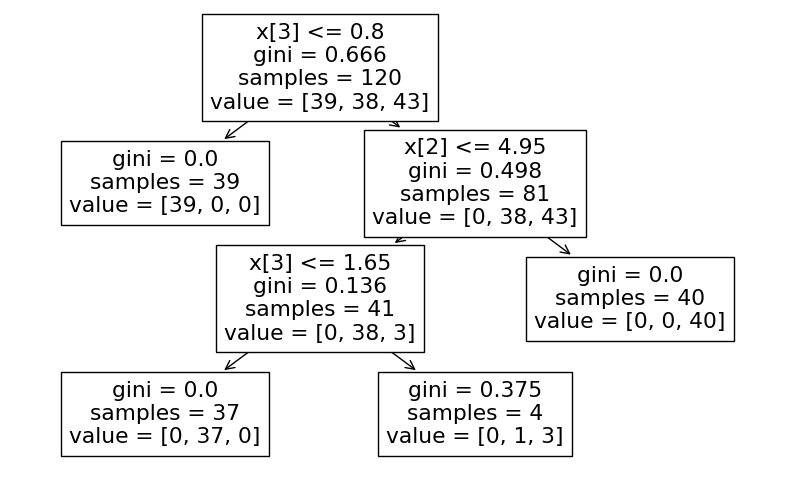 x[3] <= 0.8
gini = 0.666
samples = 120
value = [39, 38, 43]
gini = 0.0
samples = 39
value = [39, 0, 0]
x[2] <= 4.95
gini = 0.498
samples = 81
value = [0, 38, 43]
x[3] <= 1.65
gini = 0.136
samples = 41
value = [0, 38, 3]
gini = 0.0
samples = 40
value = [0, 0, 40]
gini = 0.0
samples = 37
value = [0, 37, 0]
gini = 0.375
samples = 4
value = [0, 1, 3]